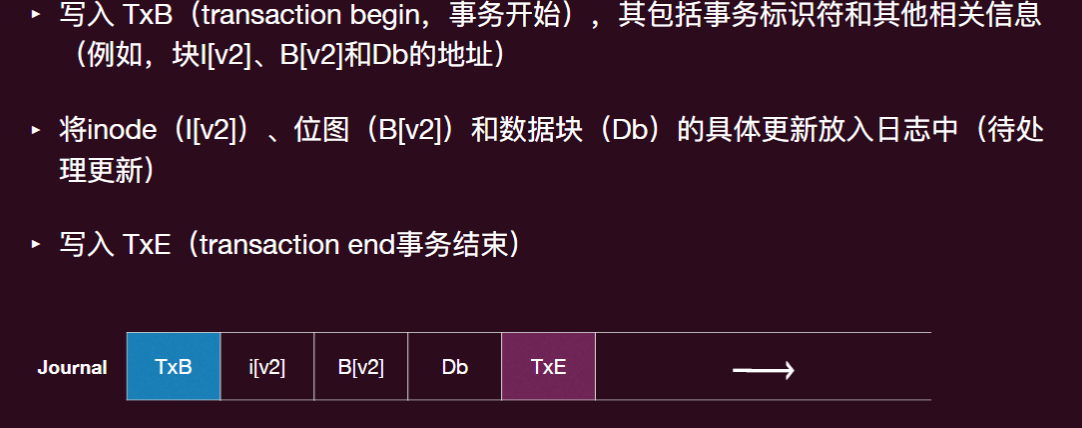 ▸ 写入 TxB（transaction begin，事务开始），其包括事务标识符和其他相关信息
（例如，块I[v2]、B[v2]和Db的地址）
▸ 将inode（I[v2]）、位图（B[v2]）和数据块（Db）的具体更新放入日志中（待处
理更新）
▸ 写入 TxE（transaction end事务结束）
Journal TxB i[v2] B[v2] Db TxE